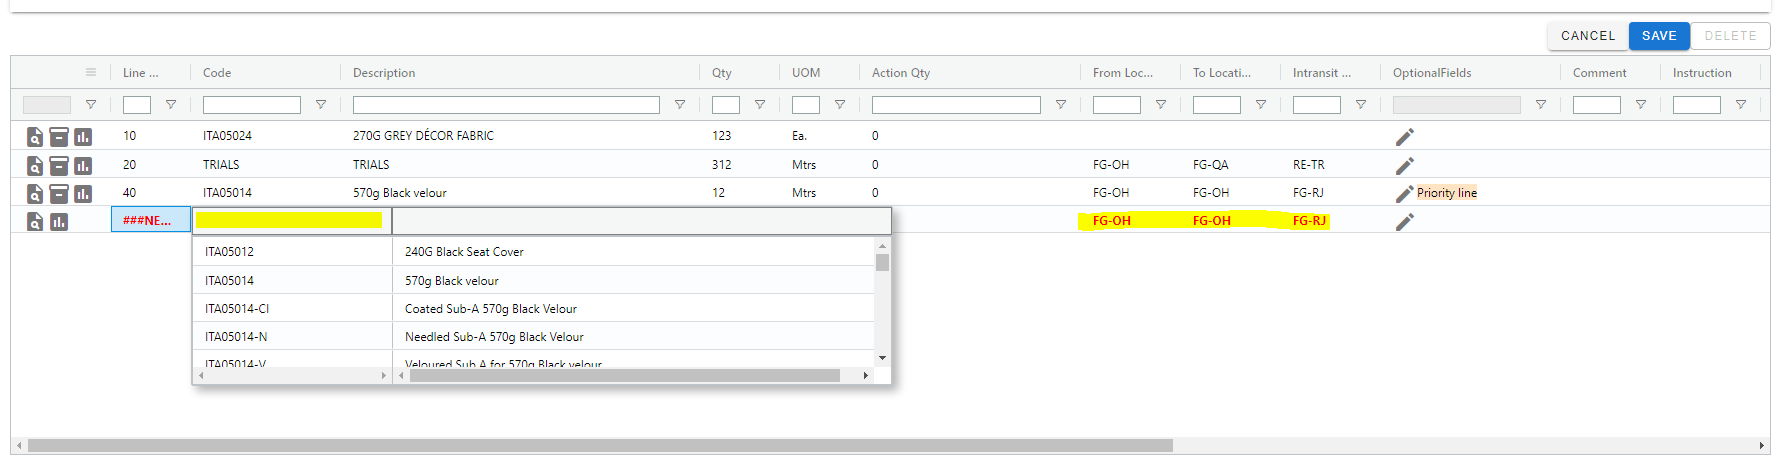 CANCEL SAVE DELETE
Line ... Code Description Qty UOM Action Qty From Loc... To Locati... Intransit ... OptionalFields Comment Instruction
10 ITA05024 270G GREY DÉCOR FABRIC 123 Ea. 0
20 TRIALS TRIALS 312 Mtrs 0 FG-OH FG-QA RE-TR
40 ITA05014 570g Black velour 12 Mtrs 0 FG-OH FG-OH FG-RJ Priority line
###NE... FG-OH FG-OH FG-RJ
ITA05012 240G Black Seat Cover
ITA05014 570g Black velour
ITA05014-CI Coated Sub-A 570g Black Velour
ITA05014-N Needled Sub-A 570g Black Velour
ITA05014-V Veloured Sub A for 570g Black velour